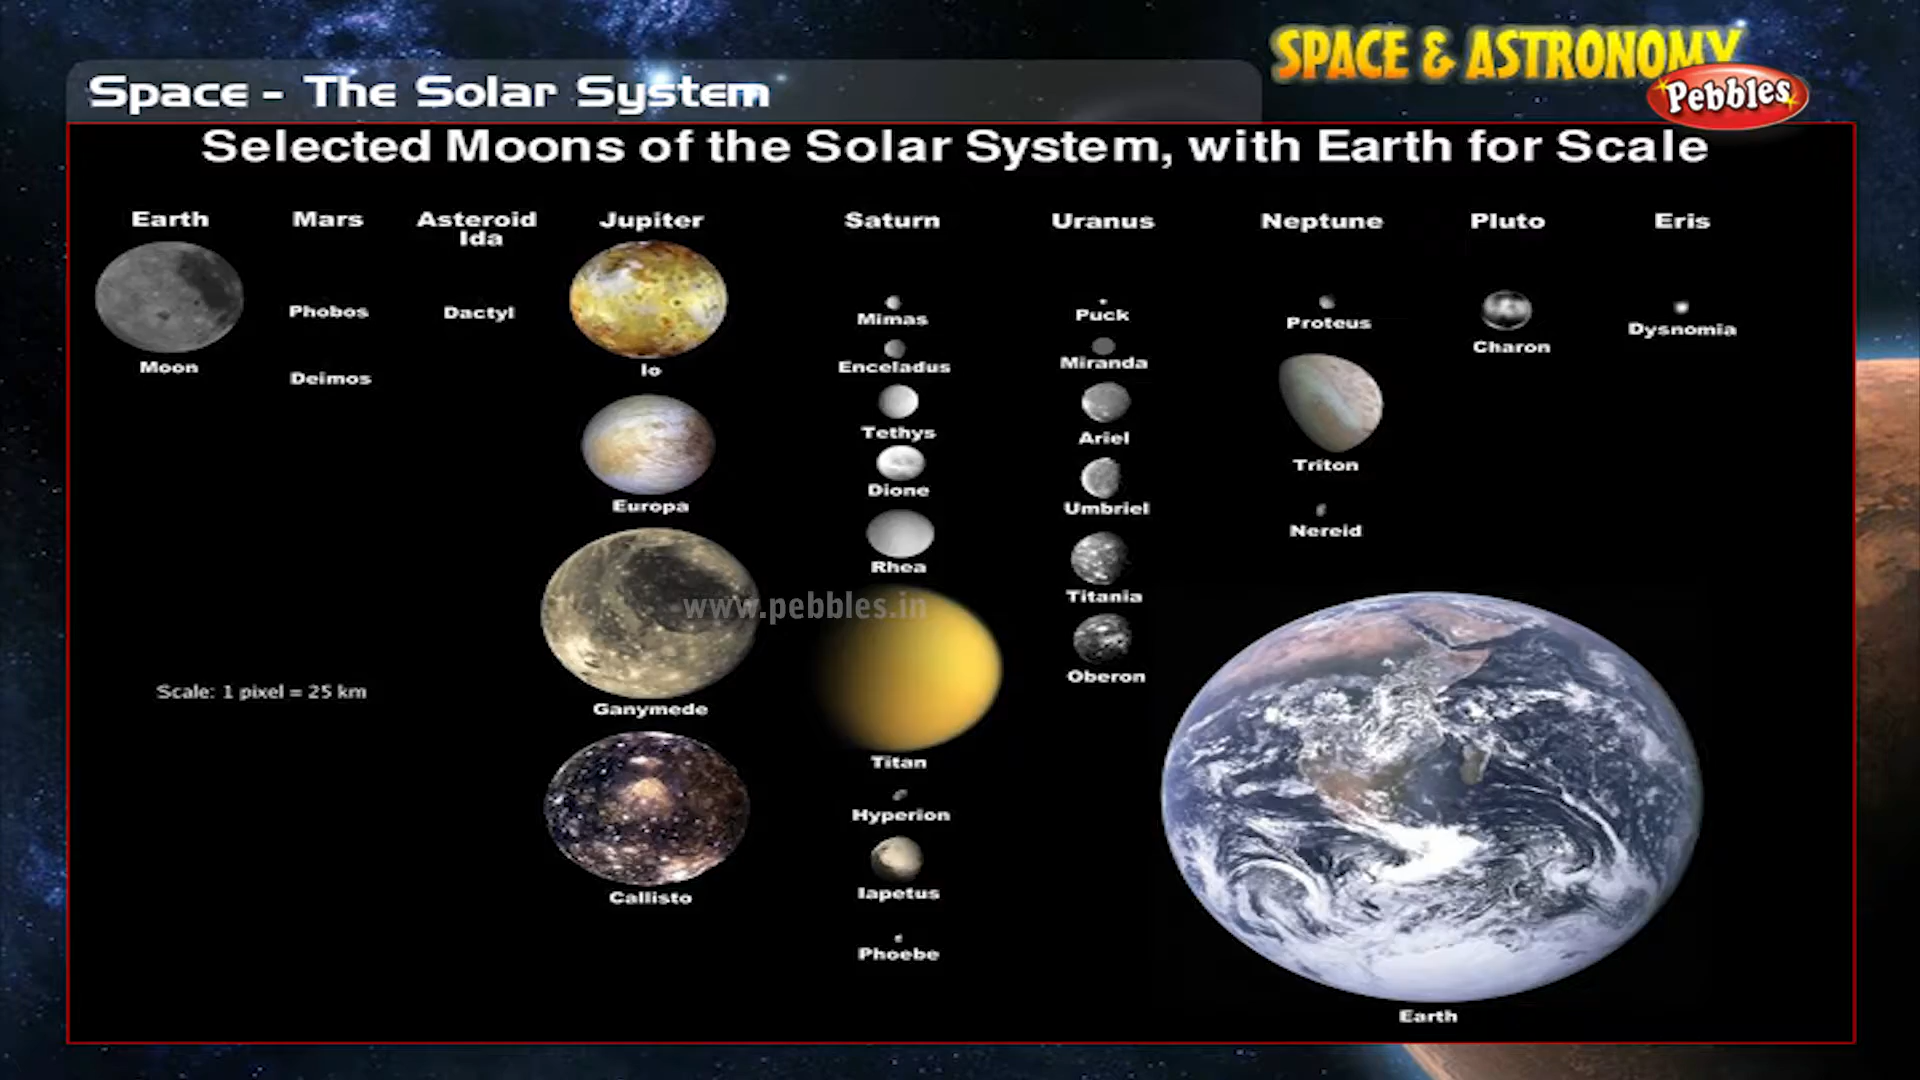 SPACE & ASTRONOMY
Pebbles
Space - The Solar System
Selected Moons of the Solar System, with Earth for Scale
Earth
Moon
Mars
Phobos
Deimos
Asteroid
Ida
Dactyl
Jupiter
Io
Europa
Ganymede
Callisto
Saturn
Mimas
Enceladus
Tethys
Dione
Rhea
Titan
Hyperion
Iapetus
Phoebe
Uranus
Puck
Miranda
Ariel
Umbriel
Titania
Oberon
Neptune
Proteus
Triton
Nereid
Pluto
Charon
Eris
Dysnomia
www.pebbles.in
Scale: 1 pixel = 25 km
Earth